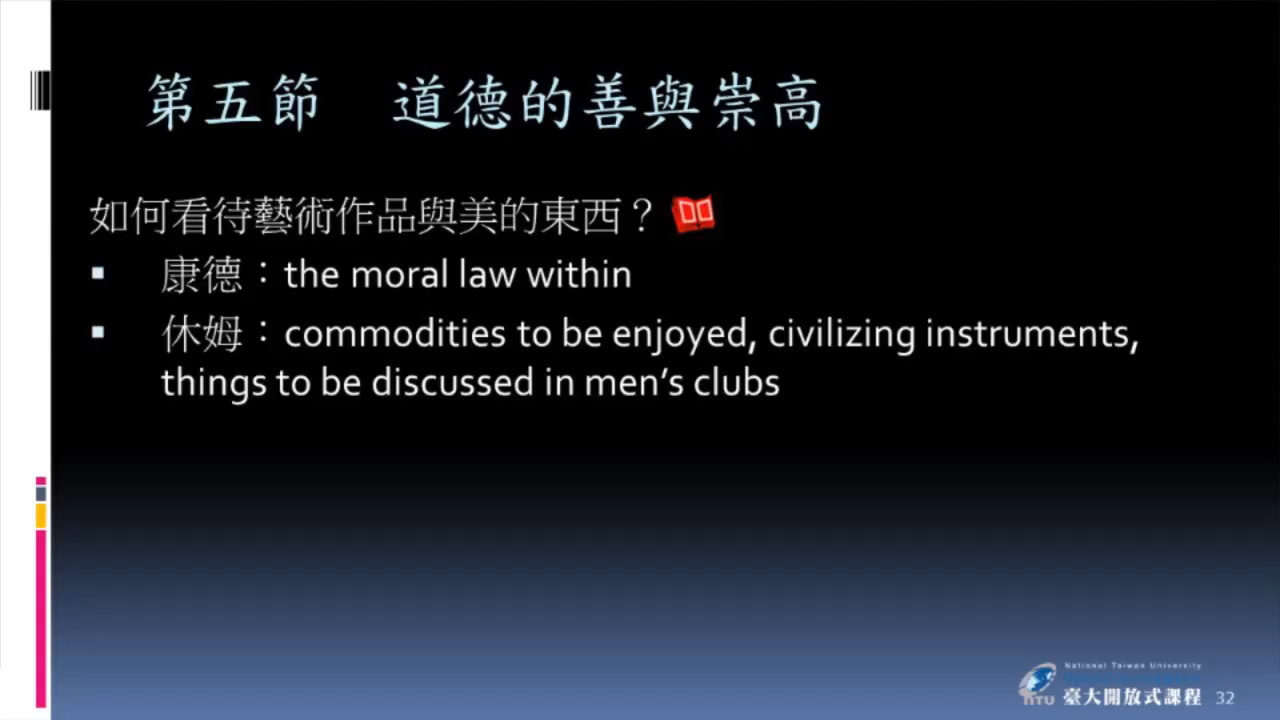 第五節 道德的善與崇高
如何看待藝術作品與美的東西？
▪ 康德：the moral law within
▪ 休姆：commodities to be enjoyed, civilizing instruments,
things to be discussed in men's clubs
National Taiwan University
NTU 臺大開放式課程 32